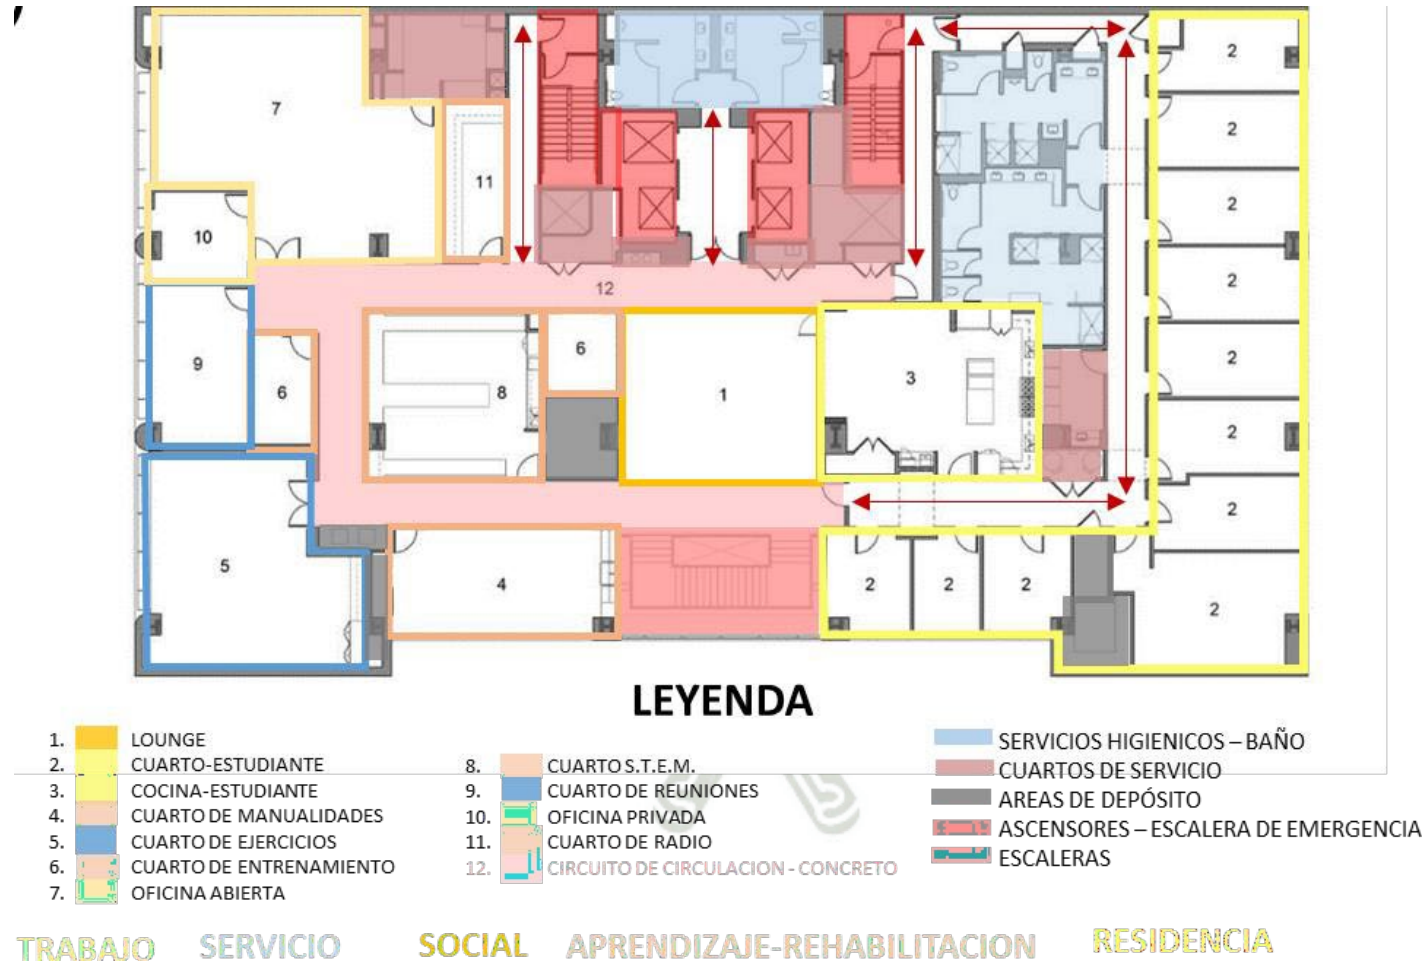 2
7
2
11
2
10
2
12
2
9
6
6
8
1
3
2
2
2
5
4
2
2
2
2
LEYENDA
1. LOUNGE
2. CUARTO-ESTUDIANTE
3. COCINA-ESTUDIANTE
4. CUARTO DE MANUALIDADES
5. CUARTO DE EJERCICIOS
6. CUARTO DE ENTRENAMIENTO
7. OFICINA ABIERTA
8. CUARTO S.T.E.M.
9. CUARTO DE REUNIONES
10. OFICINA PRIVADA
11. CUARTO DE RADIO
12. CIRCUITO DE CIRCULACION - CONCRETO
SERVICIOS HIGIENICOS – BAÑO
CUARTOS DE SERVICIO
AREAS DE DEPÓSITO
ASCENSORES – ESCALERA DE EMERGENCIA
ESCALERAS
TRABAJO SERVICIO SOCIAL APRENDIZAJE-REHABILITACION RESIDENCIA